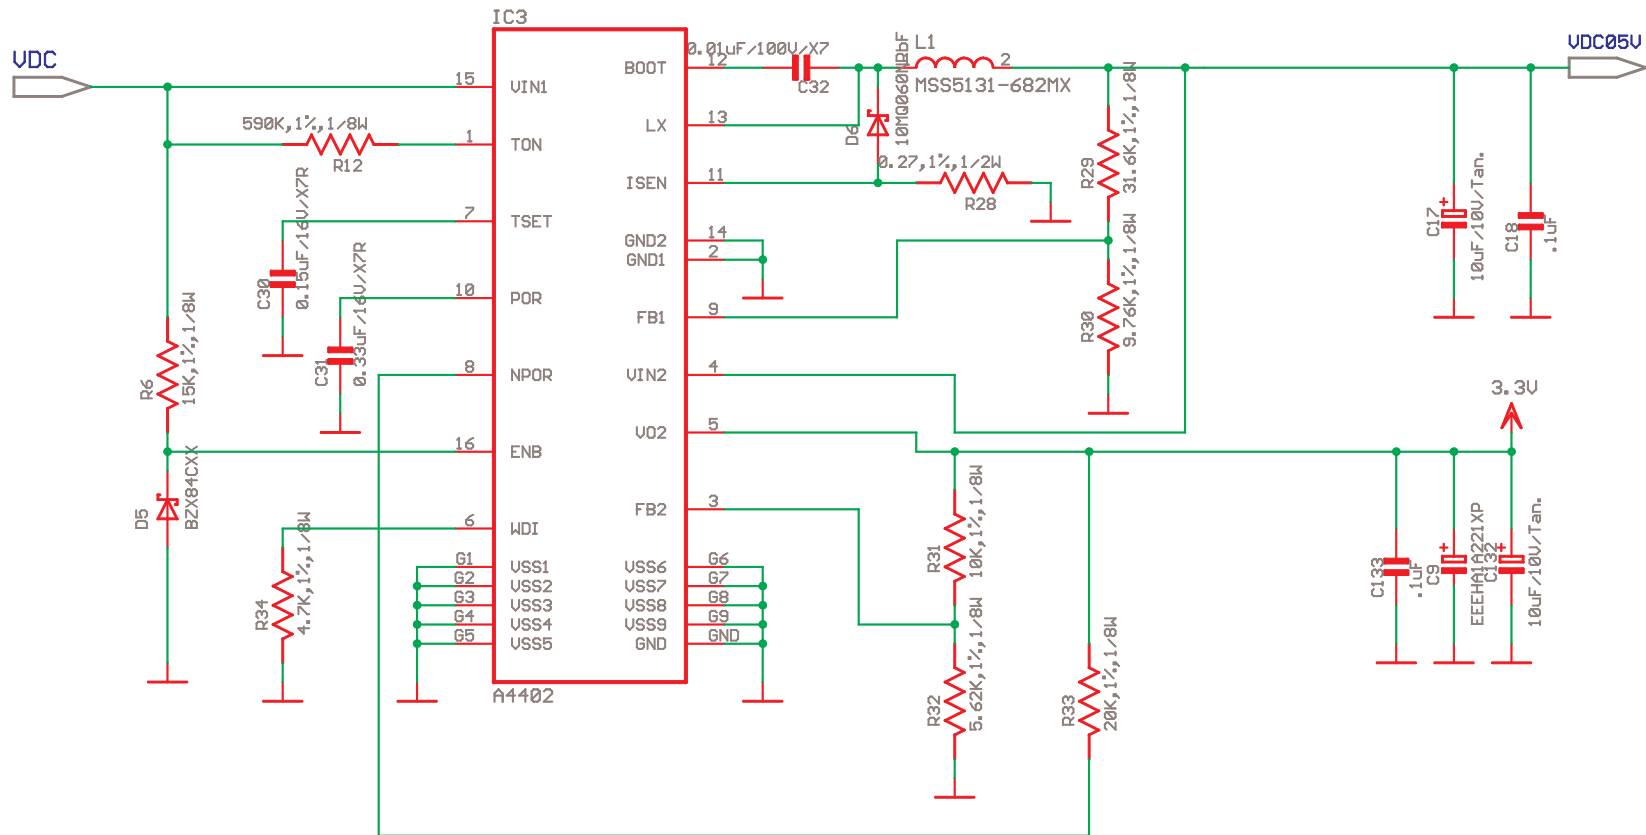 IC3
VDC
VDC05V
0.01uF/100V/X7
C32
L1
MSS5131-682MX
1
2
D6
10MQ060NRbF
15
VIN1
BOOT
12
590K,1%,1/8W
R12
1
TON
LX
13
0.27,1%,1/2W
R28
ISEN
11
R29
31.6K,1%,1/8W
7
TSET
C30
0.15uF/16V/X7R
GND2
14
GND1
2
C17
+
10uF/10V/Tan.
C18
.1uF
10
POR
C31
0.33uF/16V/X7R
FB1
9
R30
9.76K,1%,1/8W
R6
15K,1%,1/8W
8
NPOR
VIN2
4
3.3V
16
ENB
VO2
5
D5
BZX84CXX
6
WDI
FB2
3
R31
10K,1%,1/8W
R34
4.7K,1%,1/8W
G1
VSS1
VSS6
G6
G2
VSS2
VSS7
G7
G3
VSS3
VSS8
G8
G4
VSS4
VSS9
G9
G5
VSS5
GND
GND
C133
.1uF
C9
+
EEEHA1A221XP
C132
+
10uF/10V/Tan.
R32
5.62K,1%,1/8W
R33
20K,1%,1/8W
A4402